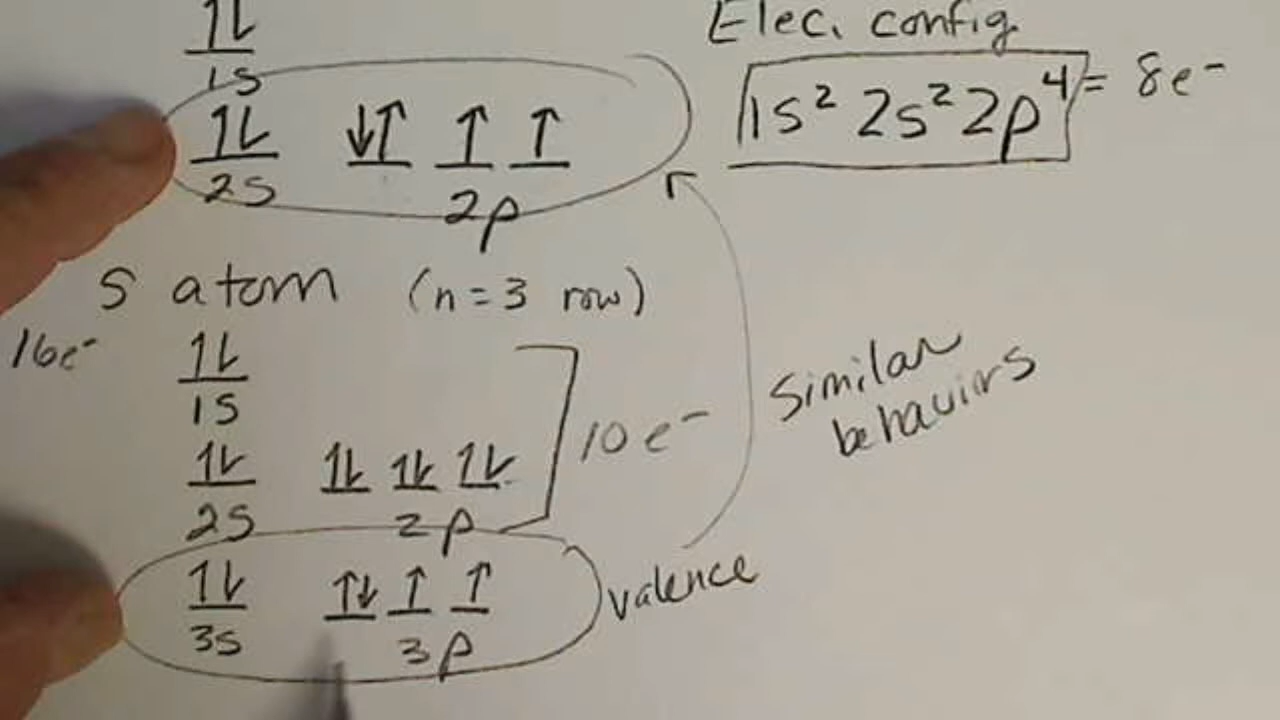 1s
Elec. config
1s² 2s² 2p⁴ = 8e⁻
2s 2p
S atom (n=3 row)
16e⁻
1s
10e⁻
Similar
behaviors
2s 2p
valence
3s 3p